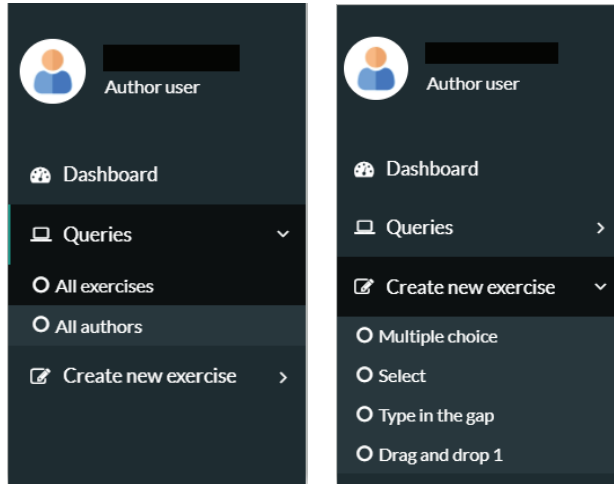 Author user
Dashboard
Queries
All exercises
All authors
Create new exercise
Author user
Dashboard
Queries
Create new exercise
Multiple choice
Select
Type in the gap
Drag and drop 1